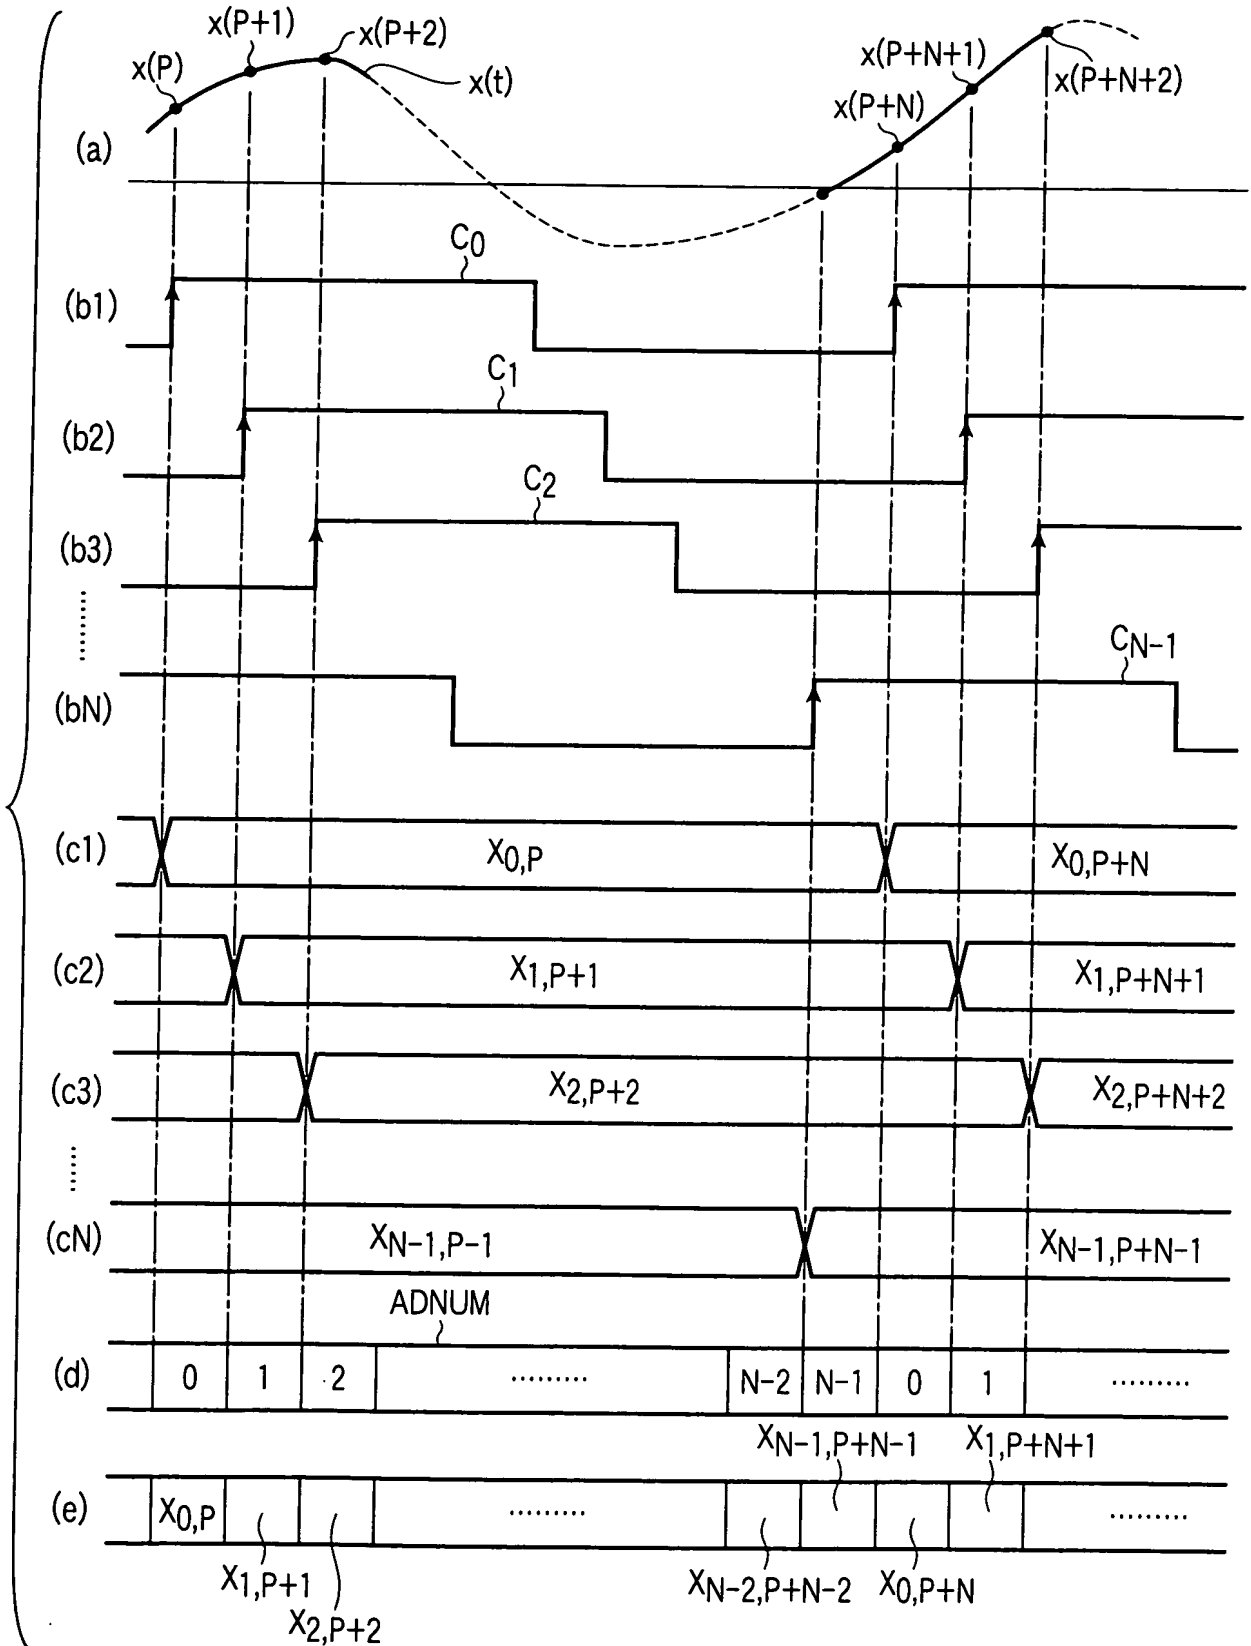 x(P)
x(P+1)
x(P+2)
x(t)
x(P+N)
x(P+N+1)
x(P+N+2)
(a)
C0
(b1)
C1
(b2)
C2
(b3)
........
CN-1
(bN)
(c1) X0,P X0,P+N
(c2) X1,P+1 X1,P+N+1
(c3) X2,P+2 X2,P+N+2
......
(cN) XN-1,P-1 XN-1,P+N-1
ADNUM
(d) 0 1 2 ......... N-2 N-1 0 1 .........
XN-1,P+N-1 X1,P+N+1
(e) X0,P ......... .........
X1,P+1 XN-2,P+N-2 X0,P+N
X2,P+2